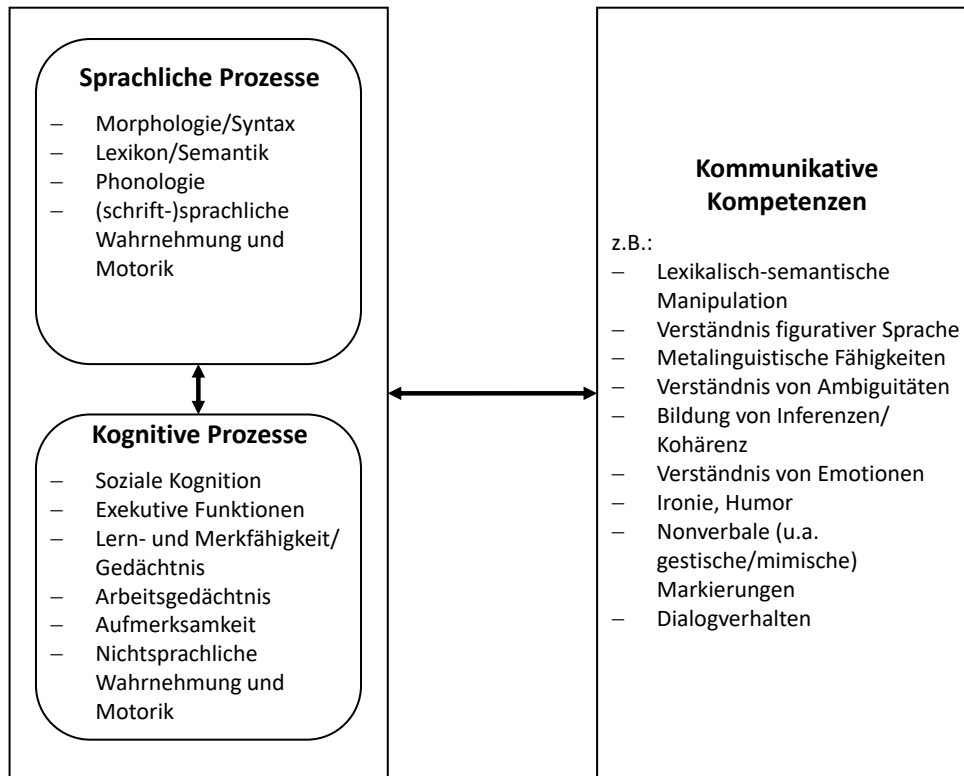 Sprachliche Prozesse
– Morphologie/Syntax
– Lexikon/Semantik
– Phonologie
– (schrift-)sprachliche
Wahrnehmung und
Motorik
Kognitive Prozesse
– Soziale Kognition
– Exekutive Funktionen
– Lern- und Merkfähigkeit/
Gedächtnis
– Arbeitsgedächtnis
– Aufmerksamkeit
– Nichtsprachliche
Wahrnehmung und
Motorik
Kommunikative
Kompetenzen
z.B.:
– Lexikalisch-semantische
Manipulation
– Verständnis figurativer Sprache
– Metalinguistische Fähigkeiten
– Verständnis von Ambiguitäten
– Bildung von Inferenzen/
Kohärenz
– Verständnis von Emotionen
– Ironie, Humor
– Nonverbale (u.a.
gestische/mimische)
Markierungen
– Dialogverhalten